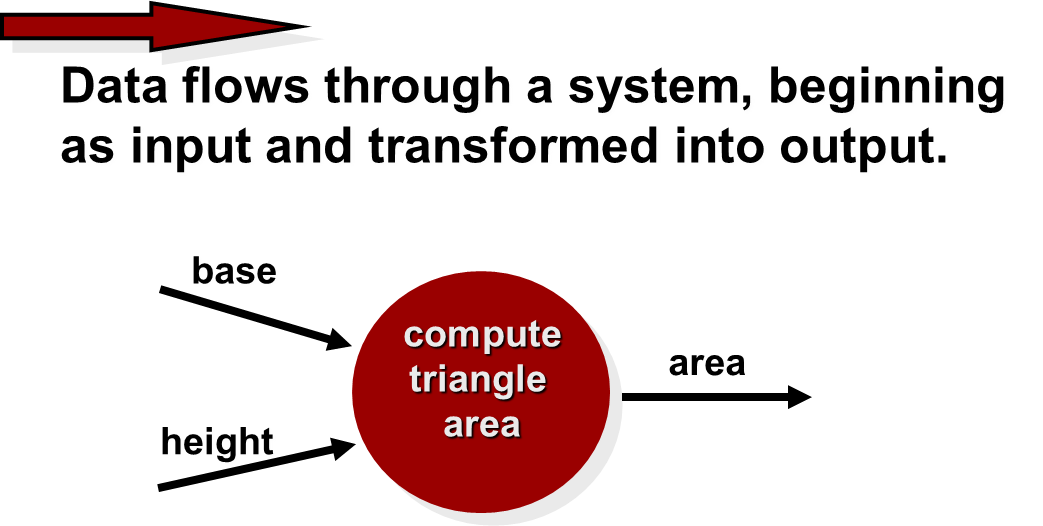 Data flows through a system, beginning
as input and transformed into output.
base
compute
triangle
area
area
height